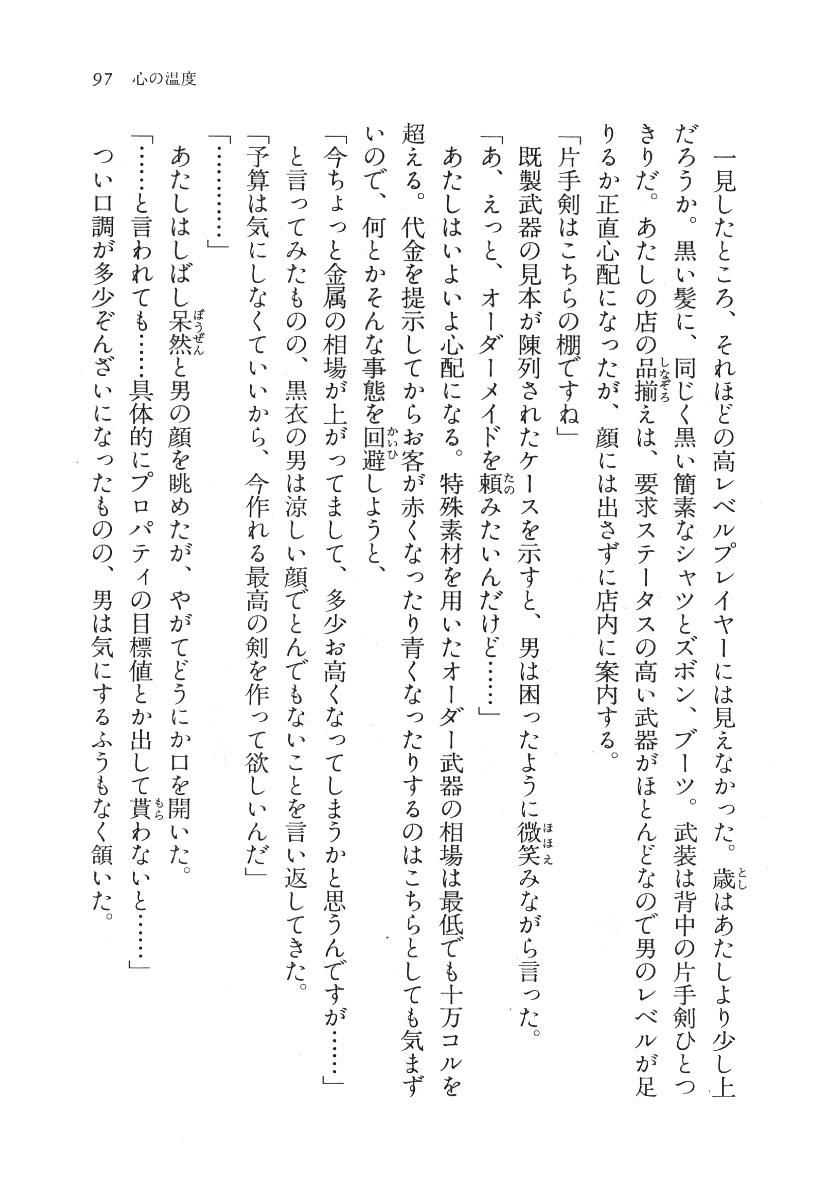 97 心の温度
一見したところ、それほどの高レベルプレイヤーには見えなかった。歳はあたしより少し上
だろうか。黒い髪に、同じく黒い簡素なシャツとズボン、ブーツ。武装は背中の片手剣ひとつ
きりだ。あたしの店の品揃えは、要求ステータスの高い武器がほとんどなので男のレベルが足
りるか正直心配になったが、顔には出さずに店内に案内する。
「片手剣はこちらの棚ですね」
既製武器の見本が陳列されたケースを示すと、男は困ったように微笑みながら言った。
「あ、えっと、オーダーメイドを頼みたいんだけど……」
あたしはいよいよ心配になる。特殊素材を用いたオーダー武器の相場は最低でも十万コルを
超える。代金を提示してからお客が赤くなったり青くなったりするのはこちらとしても気まず
いので、何とかそんな事態を回避しようと、
「今ちょっと金属の相場が上がってまして、多少お高くなってしまうかと思うんですが……」
と言ってみたものの、黒衣の男は涼しい顔でとんでもないことを言い返してきた。
「予算は気にしなくていいから、今作れる最高の剣を作って欲しいんだ」
「…………」
あたしはしばし呆然と男の顔を眺めたが、やがてどうにか口を開いた。
「……と言われても……具体的にプロパティの目標値とか出して貰わないと……」
つい口調が多少ぞんざいになったものの、男は気にするふうもなく頷いた。